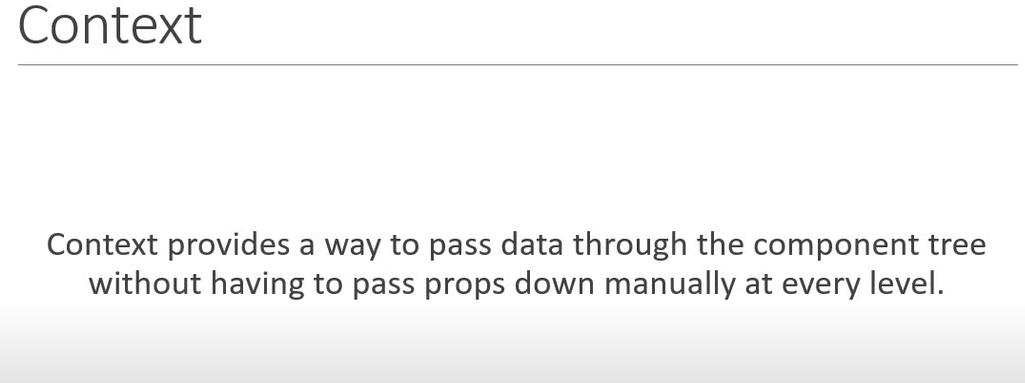 Context
Context provides a way to pass data through the component tree
without having to pass props down manually at every level.